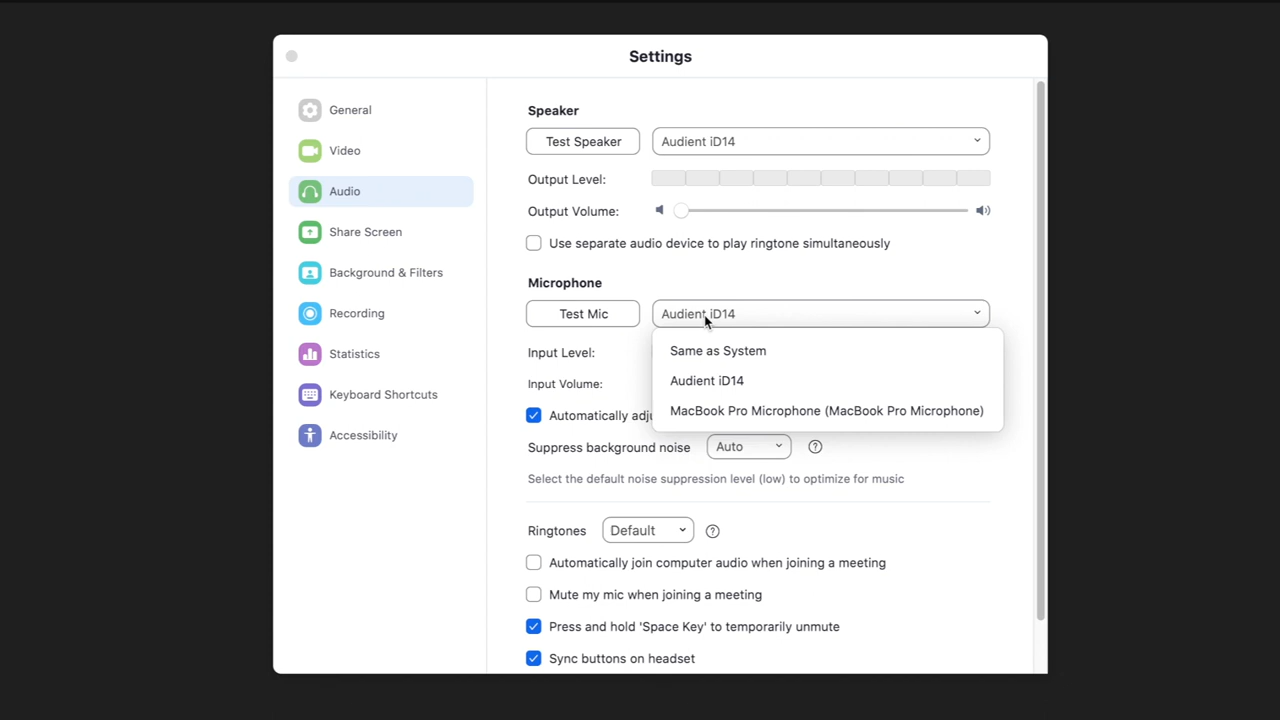 Settings
General
Video
Audio
Share Screen
Background & Filters
Recording
Statistics
Keyboard Shortcuts
Accessibility
Speaker
Test Speaker
Audient iD14
Output Level:
Output Volume:
Use separate audio device to play ringtone simultaneously
Microphone
Test Mic
Audient iD14
Same as System
Audient iD14
MacBook Pro Microphone (MacBook Pro Microphone)
Input Level:
Input Volume:
Automatically adju
Suppress background noise
Auto
Select the default noise suppression level (low) to optimize for music
Ringtones
Default
Automatically join computer audio when joining a meeting
Mute my mic when joining a meeting
Press and hold 'Space Key' to temporarily unmute
Sync buttons on headset